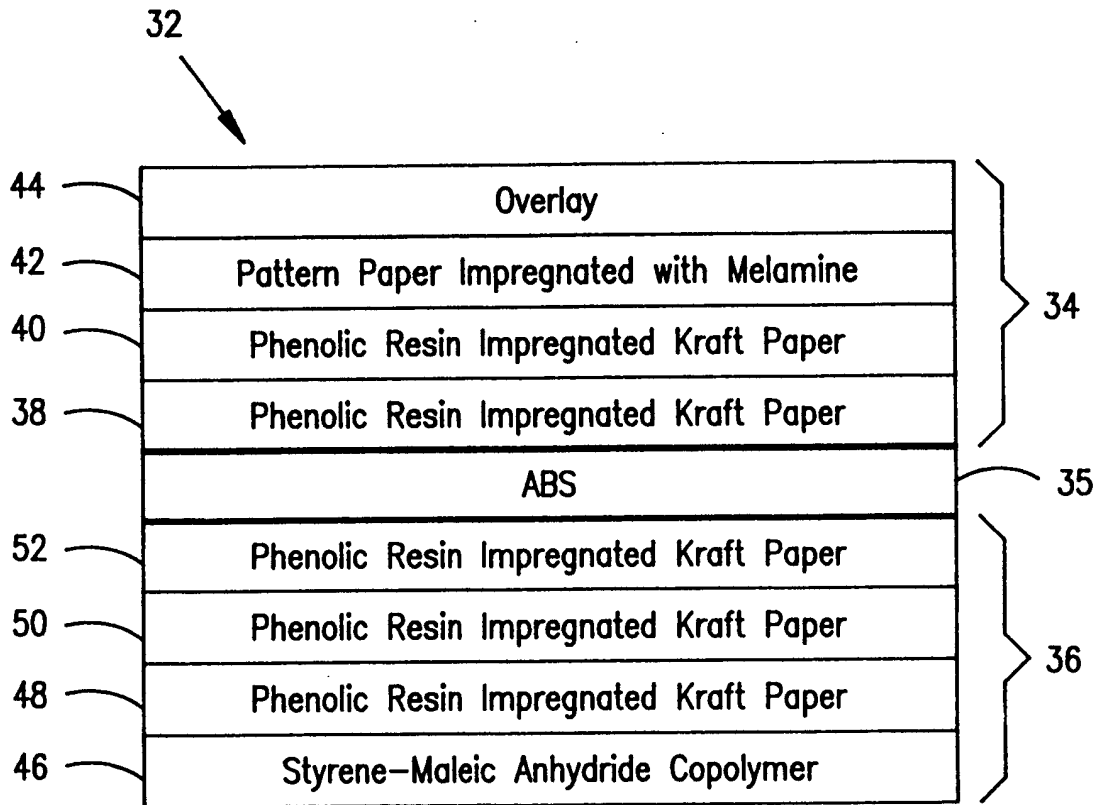 32
44 Overlay
42 Pattern Paper Impregnated with Melamine
34
40 Phenolic Resin Impregnated Kraft Paper
38 Phenolic Resin Impregnated Kraft Paper
ABS 35
52 Phenolic Resin Impregnated Kraft Paper
50 Phenolic Resin Impregnated Kraft Paper
36
48 Phenolic Resin Impregnated Kraft Paper
46 Styrene-Maleic Anhydride Copolymer